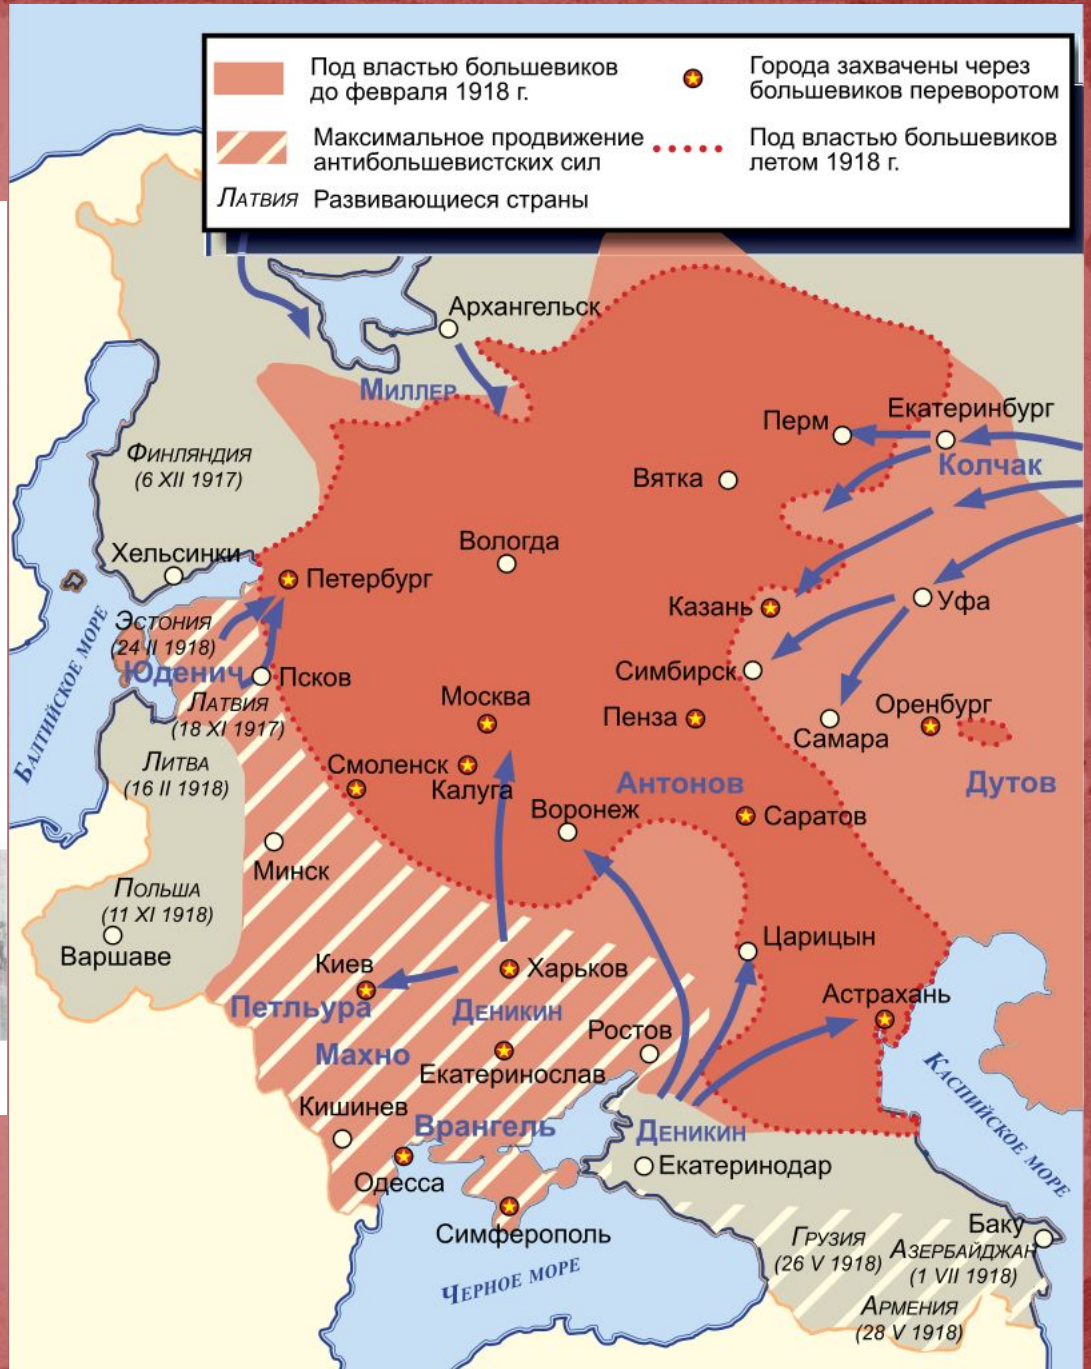 Под властью большевиков
до февраля 1918 г.
Города захвачены через
большевиков переворотом
Максимальное продвижение
антибольшевистских сил
Под властью большевиков
летом 1918 г.
ЛАТВИЯ Развивающиеся страны
Архангельск
МИЛЛЕР
Перм
Екатеринбург
Колчак
ФИНЛЯНДИЯ
(6 XII 1917)
Вятка
Вологда
Хельсинки
Петербург
Казань
Уфа
ЭСТОНИЯ
(24 II 1918)
Юденич
Псков
Симбирск
БАЛТИЙСКОЕ МОРЕ
ЛАТВИЯ
(18 XI 1917)
Москва
Пенза
Оренбург
Самара
ЛИТВА
(16 II 1918)
Смоленск
Калуга
Антонов
Дутов
Воронеж
Саратов
Минск
ПОЛЬША
(11 XI 1918)
Варшаве
Царицын
Киев
Харьков
Петльура
ДЕНИКИН
Астрахань
Ростов
Махно
Екатеринослав
КАСПИЙСКОЕ МОРЕ
Кишинев
Врангель
ДЕНИКИН
Екатеринодар
Одесса
Симферополь
ЧЕРНОЕ МОРЕ
ГРУЗИЯ
(26 V 1918)
Баку
АЗЕРБАЙДЖАН
(1 VII 1918)
АРМЕНИЯ
(28 V 1918)